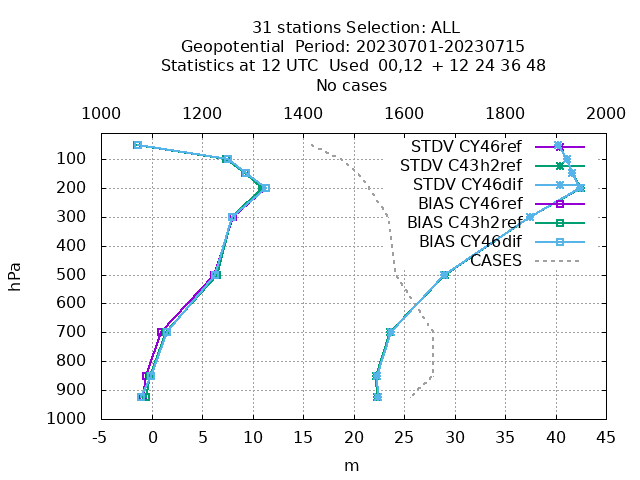 31 stations Selection: ALL
Geopotential  Period: 20230701-20230715
Statistics at 12 UTC  Used  00,12  + 12 24 36 48
No cases
1000 1200 1400 1600 1800 2000
STDV CY46ref
STDV C43h2ref
STDV CY46dif
BIAS CY46ref
BIAS C43h2ref
BIAS CY46dif
CASES
100
200
300
400
500
600
700
800
900
1000
hPa
-5 0 5 10 15 20 25 30 35 40 45
m